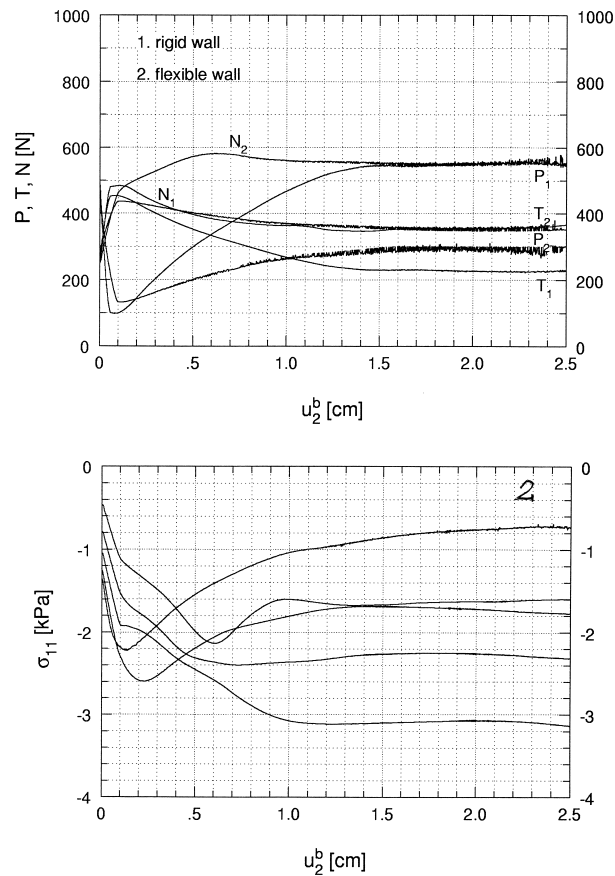 1000 1000
1. rigid wall
2. flexible wall
800 800
P, T, N [N]
N2
600 600
P1
N1
400 400
T2
P2
200 200
T1
0 0
0 .5 1.0 1.5 2.0 2.5
u2b [cm]
0 0
2
-1 -1
σ11 [kPa]
-2 -2
-3 -3
-4 -4
0 .5 1.0 1.5 2.0 2.5
u2b [cm]